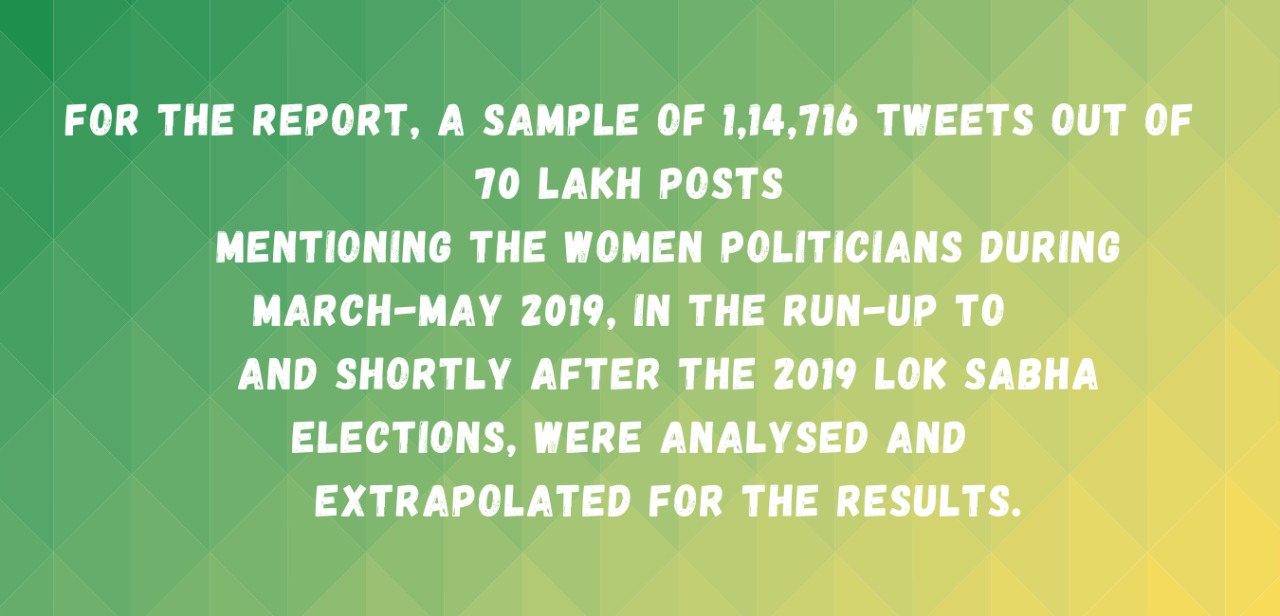 FOR THE REPORT, A SAMPLE OF 1,14,716 TWEETS OUT OF
70 LAKH POSTS
MENTIONING THE WOMEN POLITICIANS DURING
MARCH-MAY 2019, IN THE RUN-UP TO
AND SHORTLY AFTER THE 2019 LOK SABHA
ELECTIONS, WERE ANALYSED AND
EXTRAPOLATED FOR THE RESULTS.